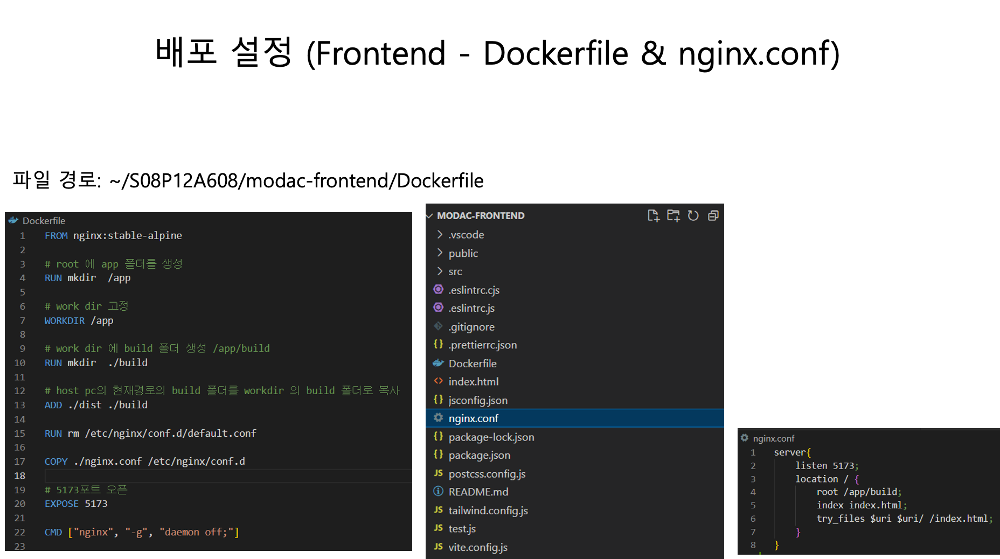 배포 설정 (Frontend - Dockerfile & nginx.conf)
파일 경로: ~/S08P12A608/modac-frontend/Dockerfile
Dockerfile
1 FROM nginx:stable-alpine
2
3 # root 에 app 폴더를 생성
4 RUN mkdir  /app
5
6 # work dir 고정
7 WORKDIR /app
8
9 # work dir 에 build 폴더 생성 /app/build
10 RUN mkdir  ./build
11
12 # host pc의 현재경로의 build 폴더를 workdir 의 build 폴더로 복사
13 ADD ./dist ./build
14
15 RUN rm /etc/nginx/conf.d/default.conf
16
17 COPY ./nginx.conf /etc/nginx/conf.d
18
19 # 5173포트 오픈
20 EXPOSE 5173
21
22 CMD ["nginx", "-g", "daemon off;"]
23
MODAC-FRONTEND
.vscode
public
src
.eslintrc.cjs
.eslintrc.js
.gitignore
{} .prettierrc.json
Dockerfile
<> index.html
{} jsconfig.json
nginx.conf
{} package-lock.json
{} package.json
JS postcss.config.js
README.md
JS tailwind.config.js
JS test.js
JS vite.config.js
nginx.conf
1 server{
2     listen 5173;
3     location / {
4         root /app/build;
5         index index.html;
6         try_files $uri $uri/ /index.html;
7     }
8 }